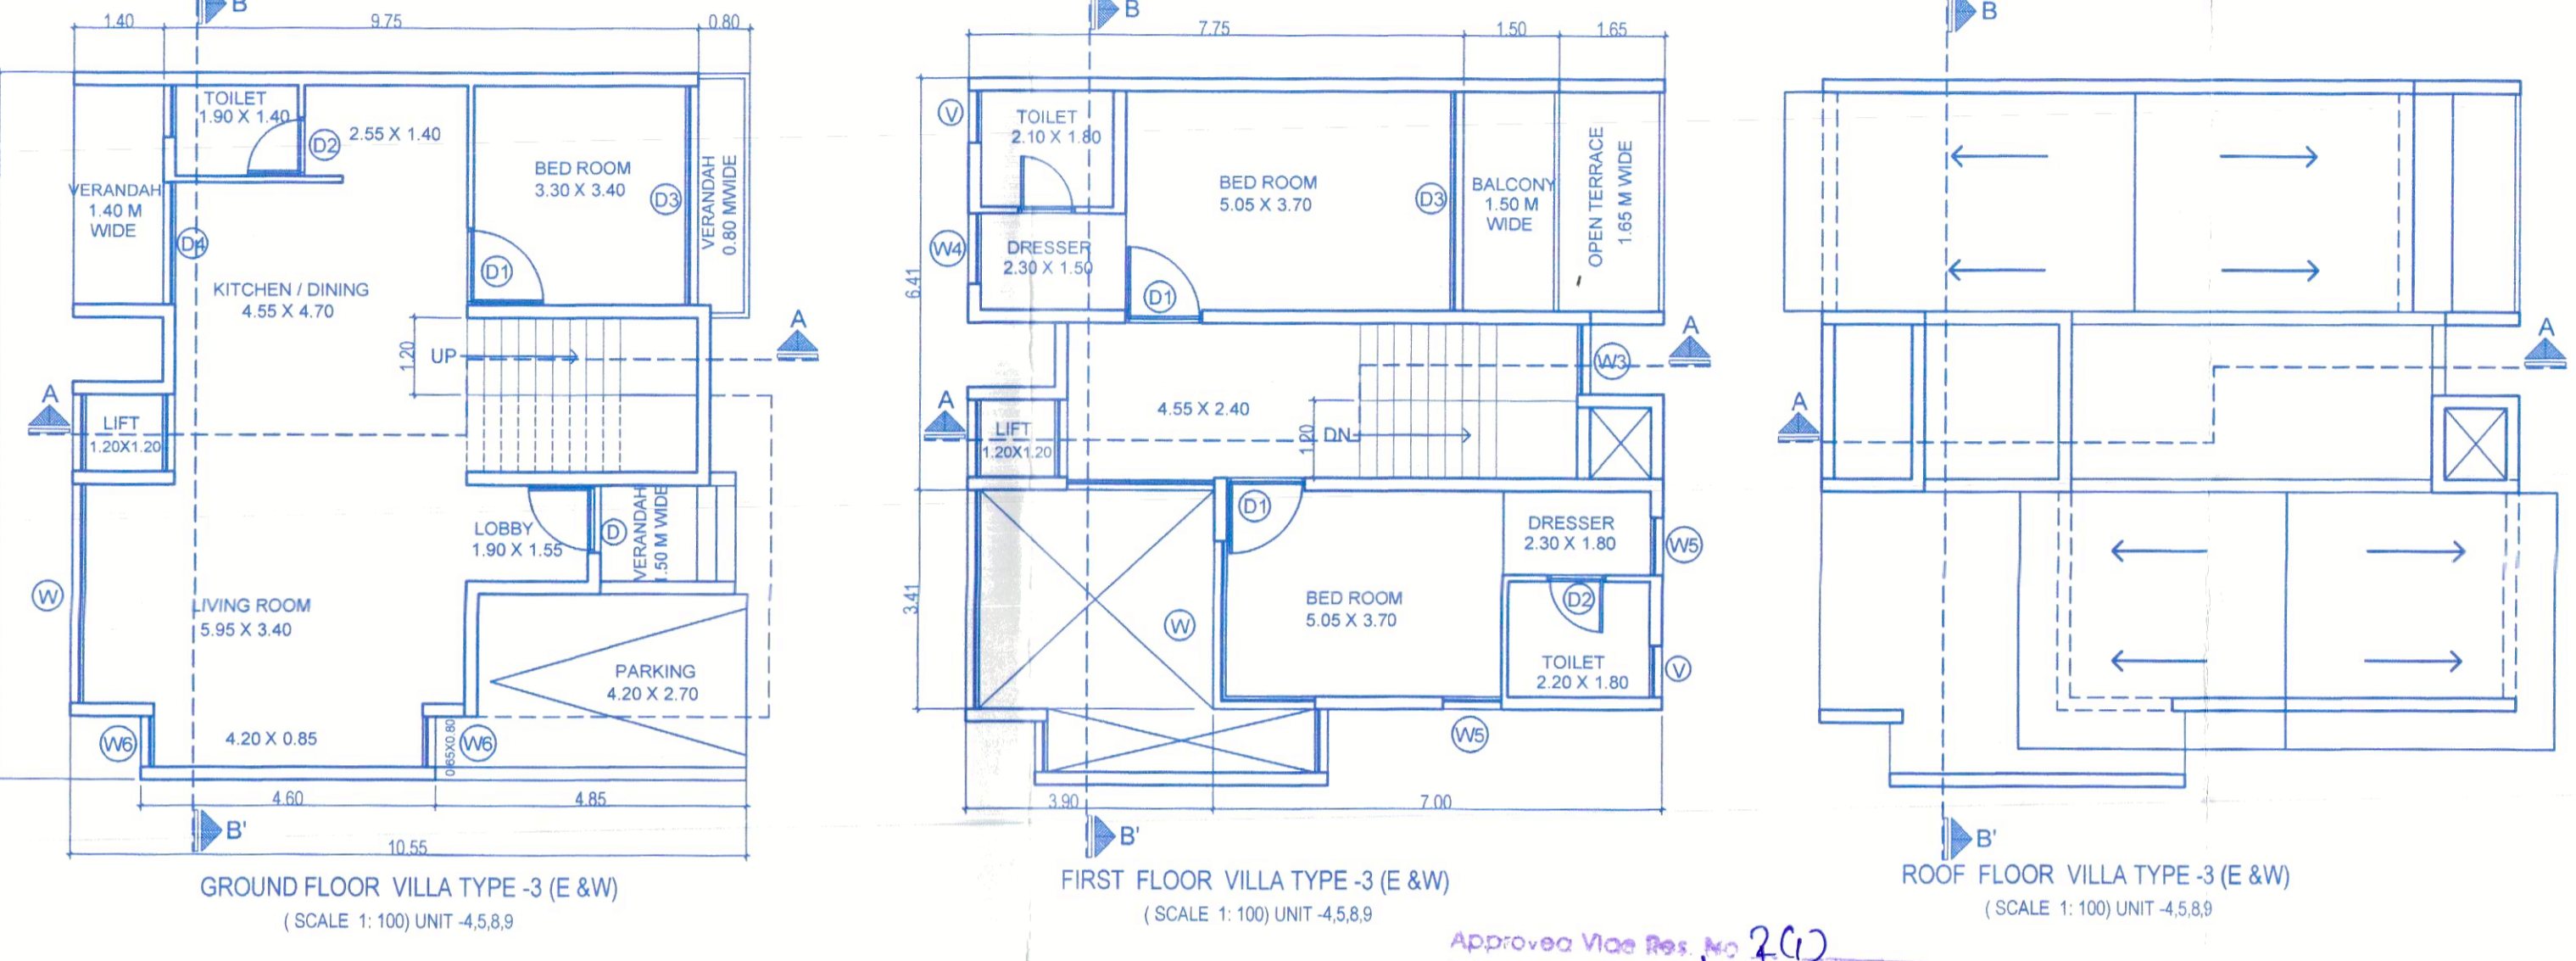 B
1.40
9.75
0.80
TOILET
1.90 X 1.40
D2
2.55 X 1.40
BED ROOM
3.30 X 3.40
D3
VERANDAH
0.80 MWIDE
VERANDAH
1.40 M
WIDE
D4
D1
KITCHEN / DINING
4.55 X 4.70
1.20
UP
A
A
LIFT
1.20X1.20
LOBBY
1.90 X 1.55
D
VERANDAH
1.50 M WIDE
W
LIVING ROOM
5.95 X 3.40
PARKING
4.20 X 2.70
W6
4.20 X 0.85
0.65X0.80
W6
4.60
4.85
B'
10.55
GROUND FLOOR VILLA TYPE -3 (E &W)
( SCALE 1: 100) UNIT -4,5,8,9
B
7.75
1.50
1.65
V
TOILET
2.10 X 1.80
BED ROOM
5.05 X 3.70
D3
BALCONY
1.50 M
WIDE
OPEN TERRACE
1.65 M WIDE
W4
DRESSER
2.30 X 1.50
D1
6.41
A
W3
A
4.55 X 2.40
LIFT
1.20X1.20
1.20
DN
D1
DRESSER
2.30 X 1.80
W5
3.41
W
BED ROOM
5.05 X 3.70
D2
TOILET
2.20 X 1.80
V
W5
3.90
7.00
B'
FIRST FLOOR VILLA TYPE -3 (E &W)
( SCALE 1: 100) UNIT -4,5,8,9
B
A
A
B'
ROOF FLOOR VILLA TYPE -3 (E &W)
( SCALE 1: 100) UNIT -4,5,8,9
Approved Vide Res. No